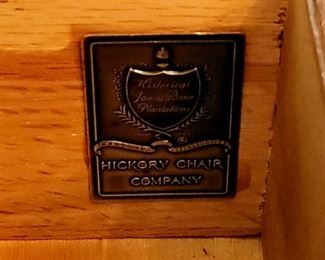 Historical
James River
Plantations
®
HICKORY CHAIR
COMPANY